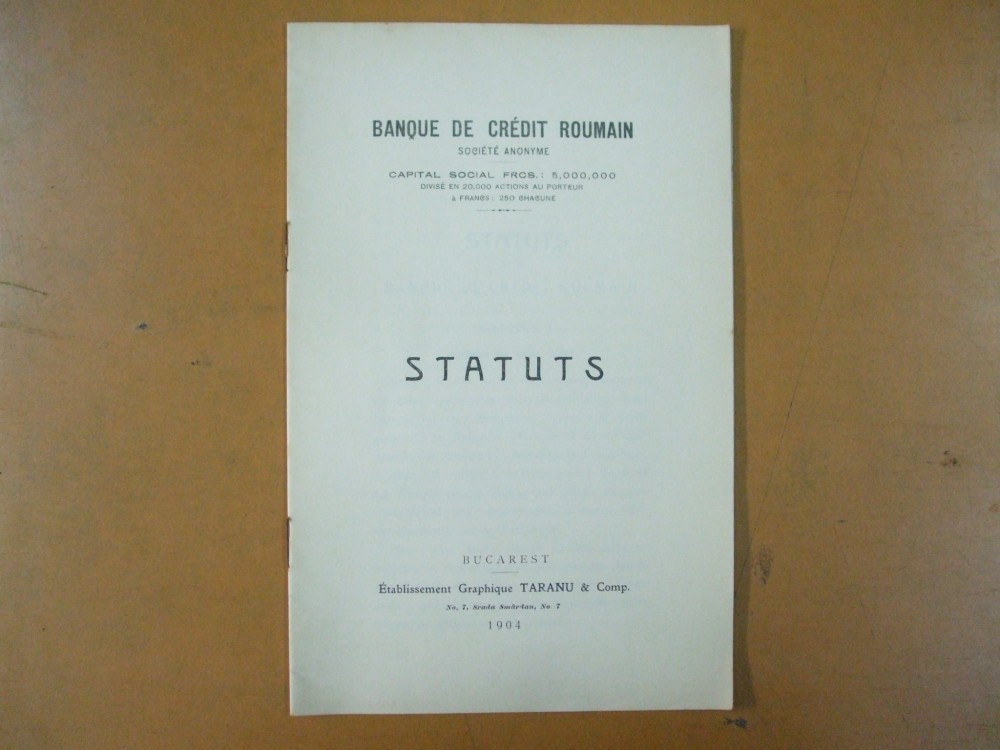 BANQUE DE CRÉDIT ROUMAIN
SOCIÉTÉ ANONYME
CAPITAL SOCIAL FRCS.: 5,000,000
DIVISÉ EN 20,000 ACTIONS AU PORTEUR
à FRANCS: 250 CHACUNE
STATUTS
BUCAREST
Établissement Graphique TARANU & Comp.
No. 7, Smârdan, No 7
1904